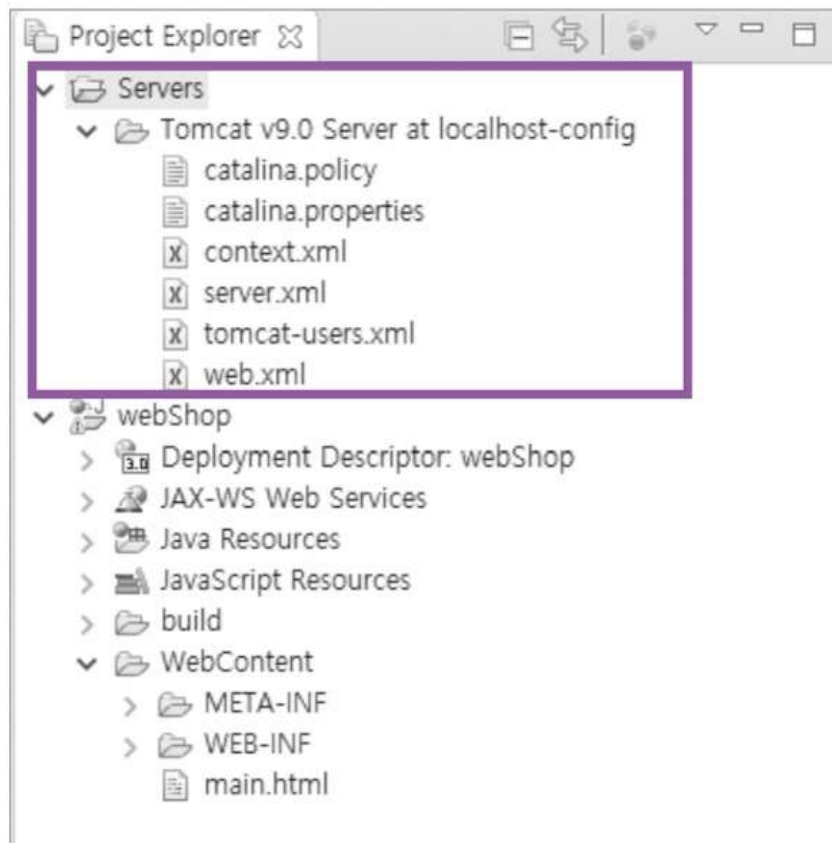 Project Explorer
Servers
Tomcat v9.0 Server at localhost-config
catalina.policy
catalina.properties
context.xml
server.xml
tomcat-users.xml
web.xml
webShop
3.0 Deployment Descriptor: webShop
JAX-WS Web Services
Java Resources
JavaScript Resources
build
WebContent
META-INF
WEB-INF
main.html